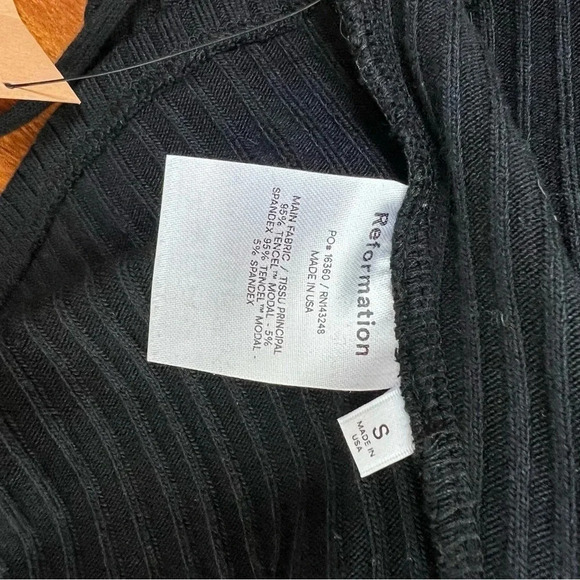 Reformation
PO# 16360 / RN143248
MADE IN USA
MAIN FABRIC / TISSU PRINCIPAL
95% TENCEL™ MODAL - 5%
SPANDEX 95% TENCEL™ MODAL -
5% SPANDEX
S
MADE IN
USA